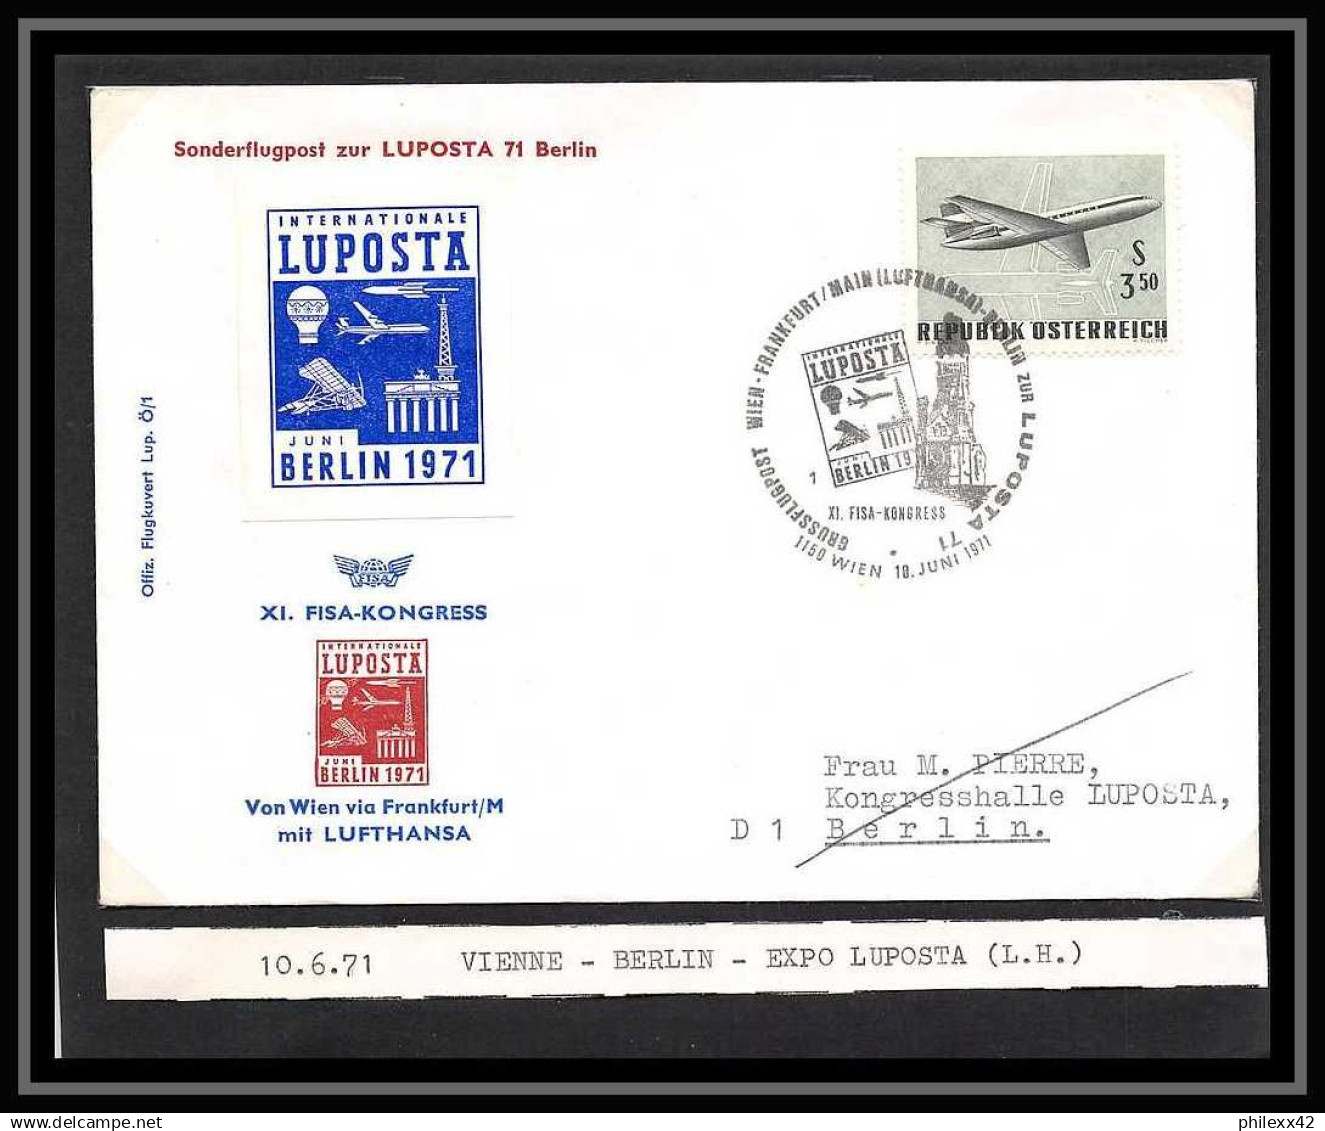 Sonderflugpost zur LUPOSTA 71 Berlin
INTERNATIONALE
LUPOSTA
JUNI
BERLIN 1971
Offiz. Flugkuvert Lup. Ö/1
F.I.S.A.
XI. FISA-KONGRESS
INTERNATIONALE
LUPOSTA
JUNI
BERLIN 1971
Von Wien via Frankfurt/M
mit LUFTHANSA
S
3 50
REPUBLIK ÖSTERREICH
GRUSSFLUGPOST WIEN-FRANKFURT/MAIN (LUFTHANSA)-BERLIN ZUR LUPOSTA 71
INTERNATIONALE
LUPOSTA
JUNI
BERLIN 19
1
XI. FISA-KONGRESS
1150 WIEN 10. JUNI 1971
Frau M. PIERRE,
Kongresshalle LUPOSTA,
D 1 Berlin.
10.6.71 VIENNE - BERLIN - EXPO LUPOSTA (L.H.)
philexx42